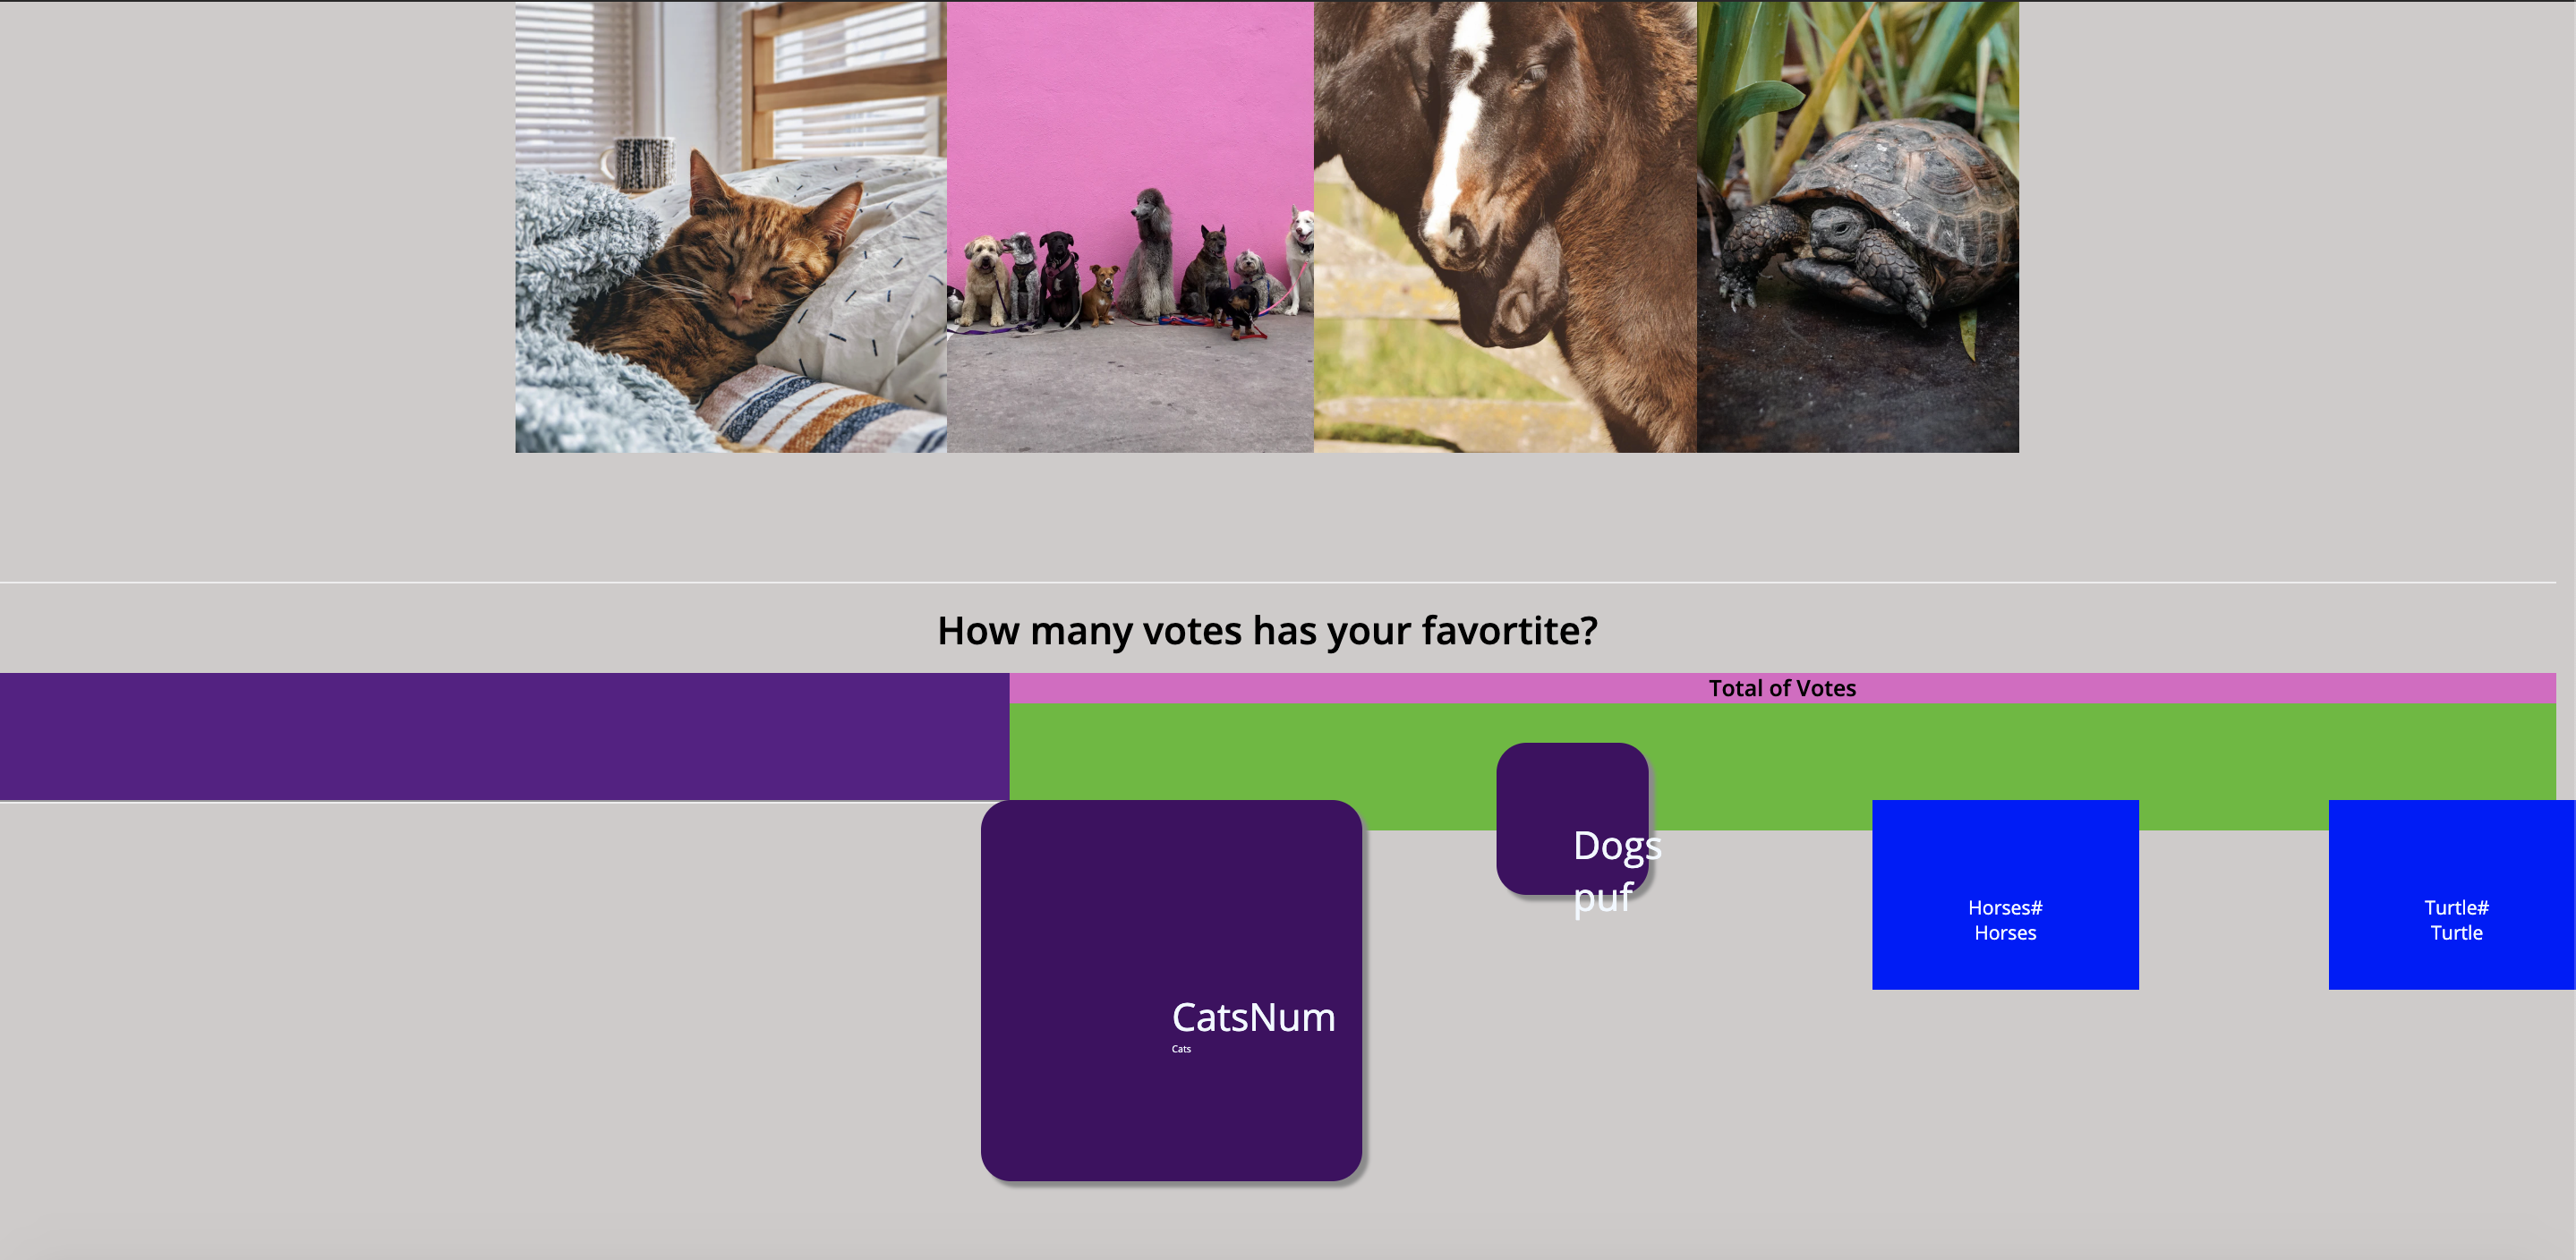 How many votes has your favortite?
Total of Votes
Dogs
puf
Horses#
Horses
Turtle#
Turtle
CatsNum
Cats